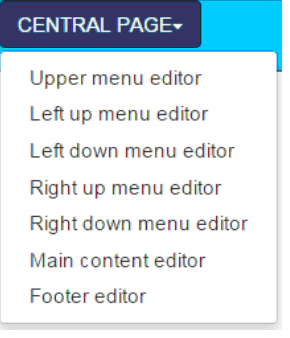 CENTRAL PAGE
Upper menu editor
Left up menu editor
Left down menu editor
Right up menu editor
Right down menu editor
Main content editor
Footer editor